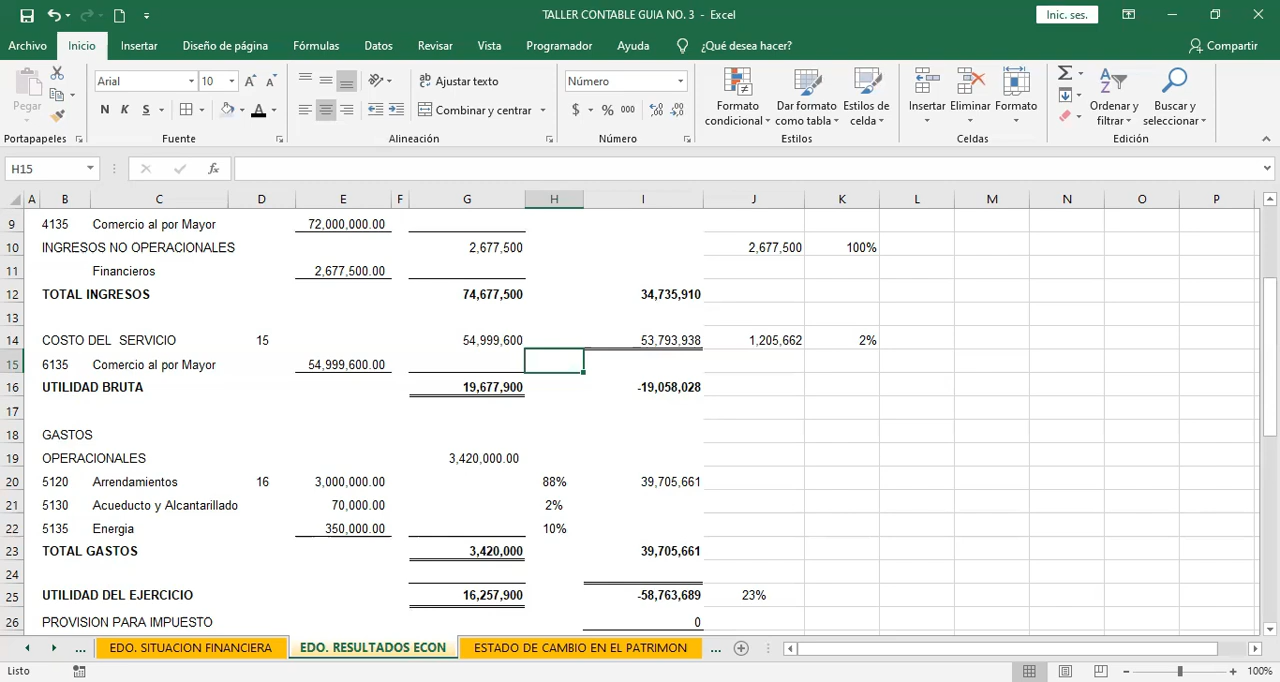 TALLER CONTABLE GUIA NO. 3 - Excel
Inic. ses.
Archivo Inicio Insertar Diseño de página Fórmulas Datos Revisar Vista Programador Ayuda ¿Qué desea hacer? Compartir
Pegar
Arial 10
N K S
Ajustar texto
Combinar y centrar
Número
$ % 000
Formato condicional
Dar formato como tabla
Estilos de celda
Insertar Eliminar Formato
Ordenar y filtrar
Buscar y seleccionar
Portapapeles Fuente Alineación Número Estilos Celdas Edición
H15 fx
A B C D E F G H I J K L M N O P
9 4135 Comercio al por Mayor 72,000,000.00
10 INGRESOS NO OPERACIONALES 2,677,500 2,677,500 100%
11 Financieros 2,677,500.00
12 TOTAL INGRESOS 74,677,500 34,735,910
13
14 COSTO DEL SERVICIO 15 54,999,600 53,793,938 1,205,662 2%
15 6135 Comercio al por Mayor 54,999,600.00
16 UTILIDAD BRUTA 19,677,900 -19,058,028
17
18 GASTOS
19 OPERACIONALES 3,420,000.00
20 5120 Arrendamientos 16 3,000,000.00 88% 39,705,661
21 5130 Acueducto y Alcantarillado 70,000.00 2%
22 5135 Energia 350,000.00 10%
23 TOTAL GASTOS 3,420,000 39,705,661
24
25 UTILIDAD DEL EJERCICIO 16,257,900 -58,763,689 23%
26 PROVISION PARA IMPUESTO 0
... EDO. SITUACION FINANCIERA EDO. RESULTADOS ECON ESTADO DE CAMBIO EN EL PATRIMON ...
Listo 100%